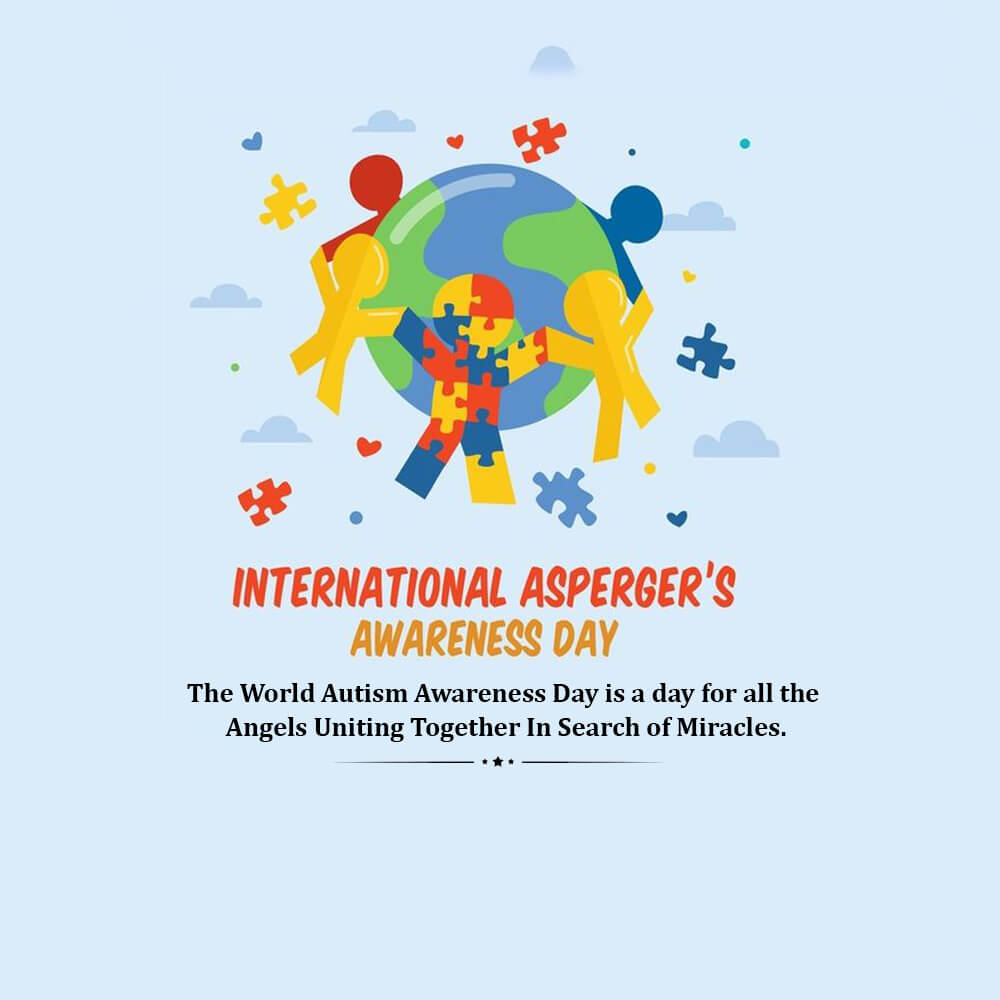 INTERNATIONAL ASPERGER'S
AWARENESS DAY
The World Autism Awareness Day is a day for all the
Angels Uniting Together In Search of Miracles.